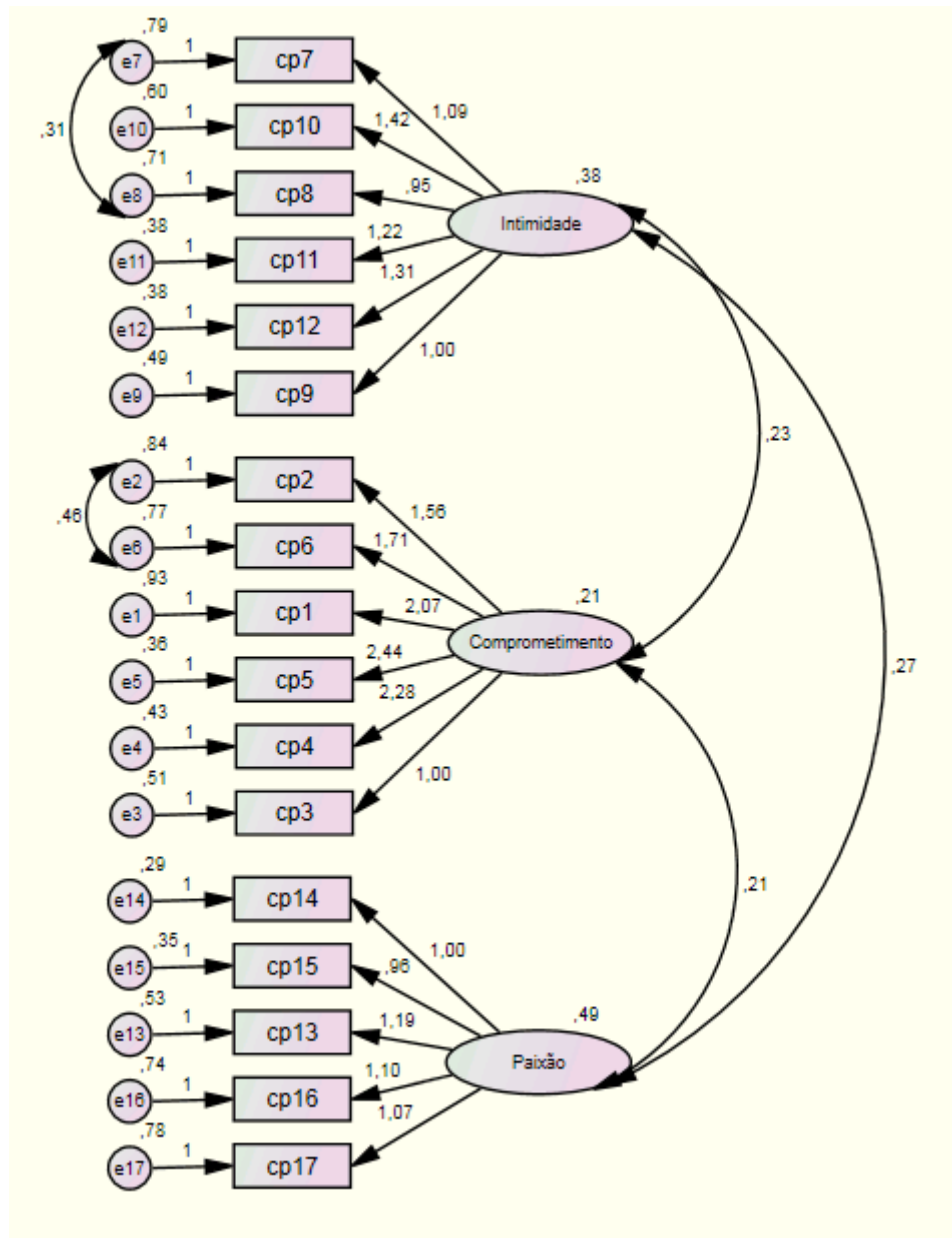 ,79
e7 1 cp7
,60
e10 1 cp10
,31
,71
e8 1 cp8
,38
e11 1 cp11
,38
e12 1 cp12
,49
e9 1 cp9
1,09
1,42
,95
1,22
1,31
1,00
,38
Intimidade
,84
e2 1 cp2
,46
,77
e6 1 cp6
,93
e1 1 cp1
,36
e5 1 cp5
,43
e4 1 cp4
,51
e3 1 cp3
1,56
1,71
2,07
2,44
2,28
1,00
,21
Comprometimento
,23
,27
,21
,29
e14 1 cp14
,35
e15 1 cp15
,53
e13 1 cp13
,74
e16 1 cp16
,78
e17 1 cp17
1,00
,96
1,19
1,10
1,07
,49
Paixão